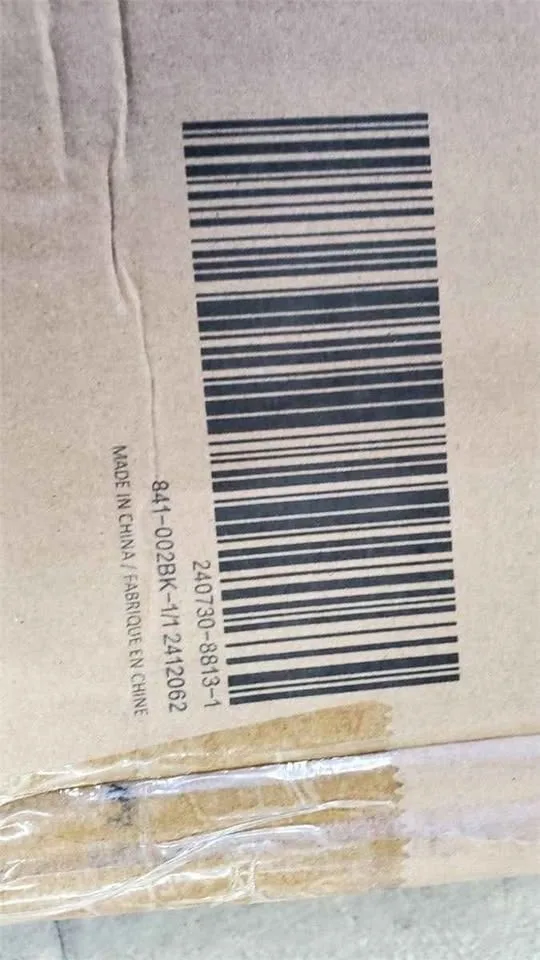 240730-8813-1
841-002BK-1/1 2412062
MADE IN CHINA / FABRIQUE EN CHINE